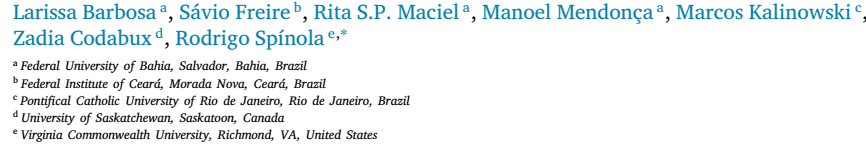 Larissa Barbosa a, Sávio Freire b, Rita S.P. Maciel a, Manoel Mendonça a, Marcos Kalinowski c,
Zadia Codabux d, Rodrigo Spínola e,*
a Federal University of Bahia, Salvador, Bahia, Brazil
b Federal Institute of Ceará, Morada Nova, Ceará, Brazil
c Pontifical Catholic University of Rio de Janeiro, Rio de Janeiro, Brazil
d University of Saskatchewan, Saskatoon, Canada
e Virginia Commonwealth University, Richmond, VA, United States